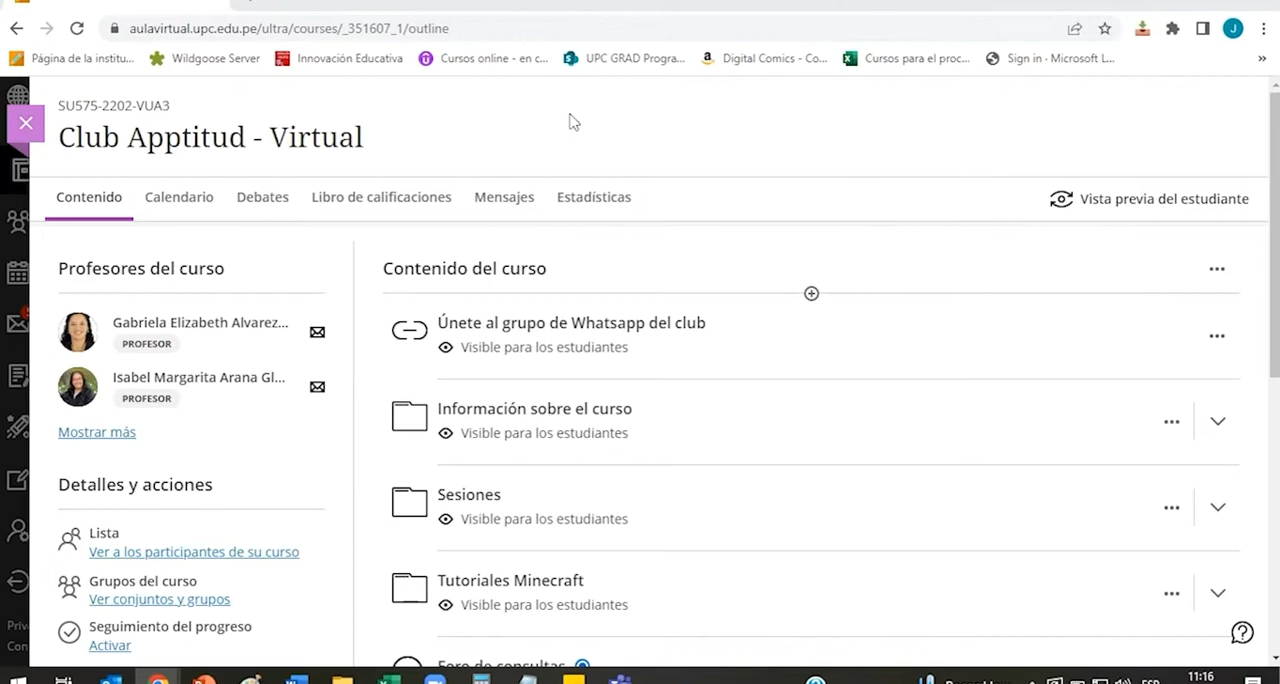 aulavirtual.upc.edu.pe/ultra/courses/_351607_1/outline
J
Página de la institu...
Wildgoose Server
Innovación Educativa
Cursos online - en c...
UPC GRAD Progra...
Digital Comics - Co...
Cursos para el proc...
Sign in · Microsoft L...
»
SU575-2202-VUA3
Club Apptitud - Virtual
Contenido
Calendario
Debates
Libro de calificaciones
Mensajes
Estadísticas
Vista previa del estudiante
Profesores del curso
Gabriela Elizabeth Alvarez...
PROFESOR
Isabel Margarita Arana Gl...
PROFESOR
Mostrar más
Detalles y acciones
Lista
Ver a los participantes de su curso
Grupos del curso
Ver conjuntos y grupos
Seguimiento del progreso
Activar
Contenido del curso
Únete al grupo de Whatsapp del club
Visible para los estudiantes
Información sobre el curso
Visible para los estudiantes
Sesiones
Visible para los estudiantes
Tutoriales Minecraft
Visible para los estudiantes
Foro de consultas
Priv
Con
ESP
11:16